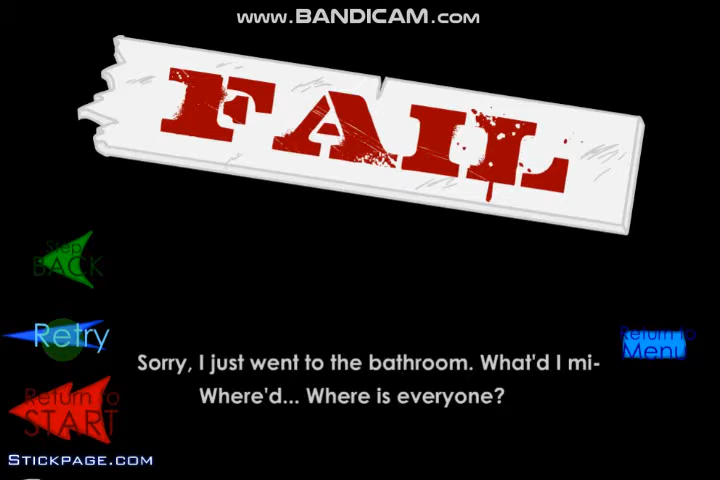 www.BANDICAM.com
FAIL
Step
BACK
Retry
Return to
Menu
Sorry, I just went to the bathroom. What'd I mi-
Where'd... Where is everyone?
Return to
START
STICKPAGE.COM